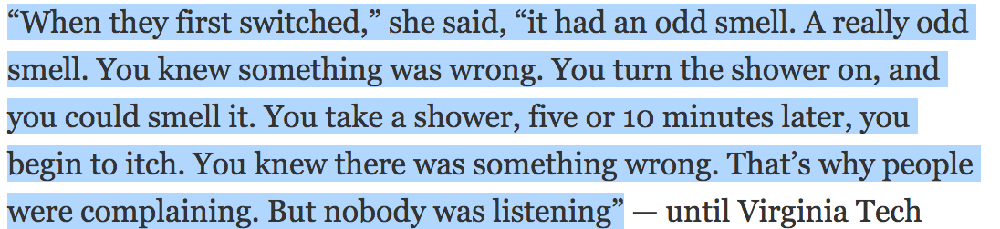 “When they first switched,” she said, “it had an odd smell. A really odd
smell. You knew something was wrong. You turn the shower on, and
you could smell it. You take a shower, five or 10 minutes later, you
begin to itch. You knew there was something wrong. That’s why people
were complaining. But nobody was listening” — until Virginia Tech